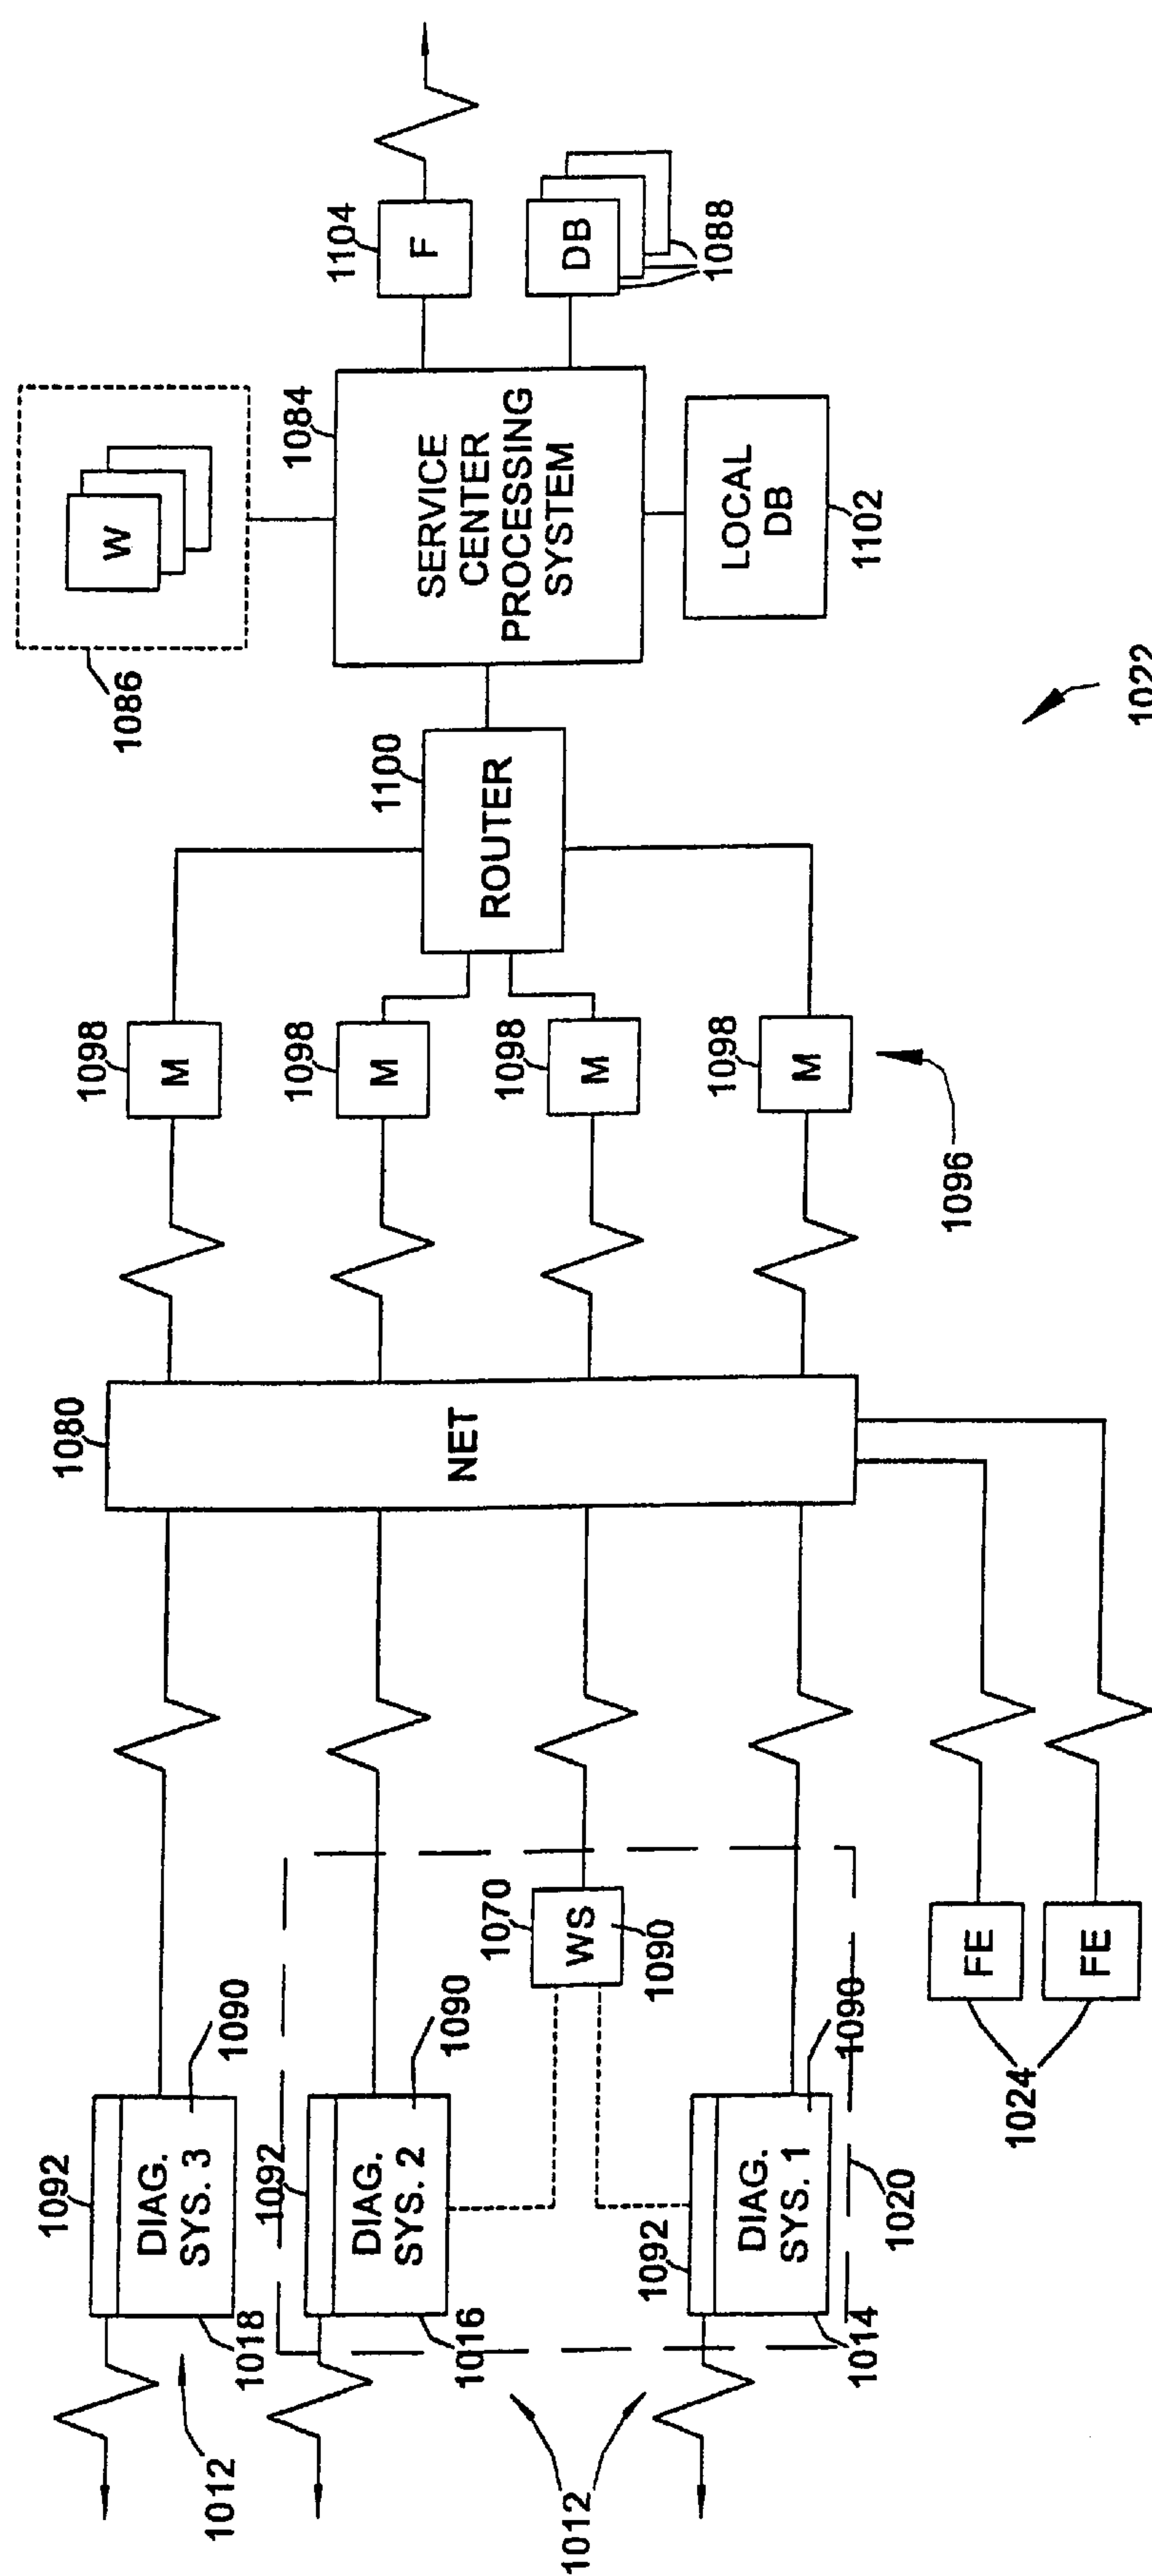 1092
DIAG.
SYS. 3
1090
1018
1012
1092
DIAG.
SYS. 2
1090
1016
1070
WS
1090
1092
DIAG.
SYS. 1
1090
1014
1020
1012
FE
FE
1024
1080
NET
1098
M
1098
M
1098
M
1098
M
1096
1100
ROUTER
1086
W
1084
SERVICE
CENTER
PROCESSING
SYSTEM
LOCAL
DB
1102
1104
F
DB
1088
1022